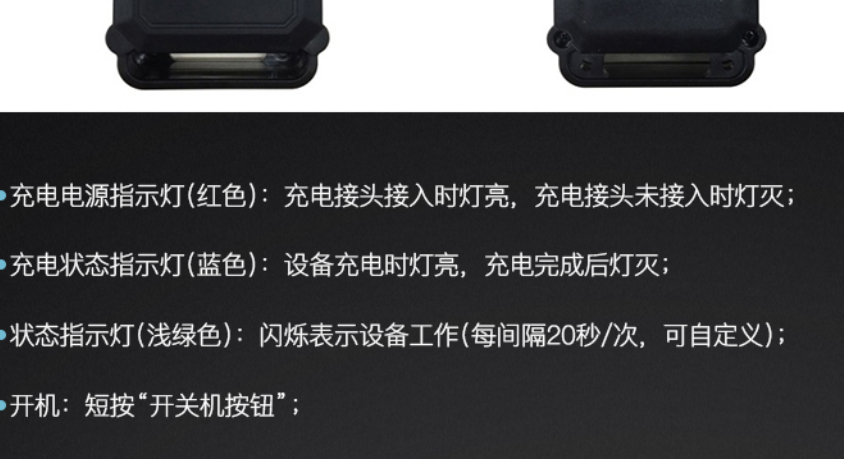 •充电电源指示灯(红色)：充电接头接入时灯亮，充电接头未接入时灯灭；
•充电状态指示灯(蓝色)：设备充电时灯亮，充电完成后灯灭；
•状态指示灯(浅绿色)：闪烁表示设备工作(每间隔20秒/次，可自定义)；
•开机：短按“开关机按钮”；